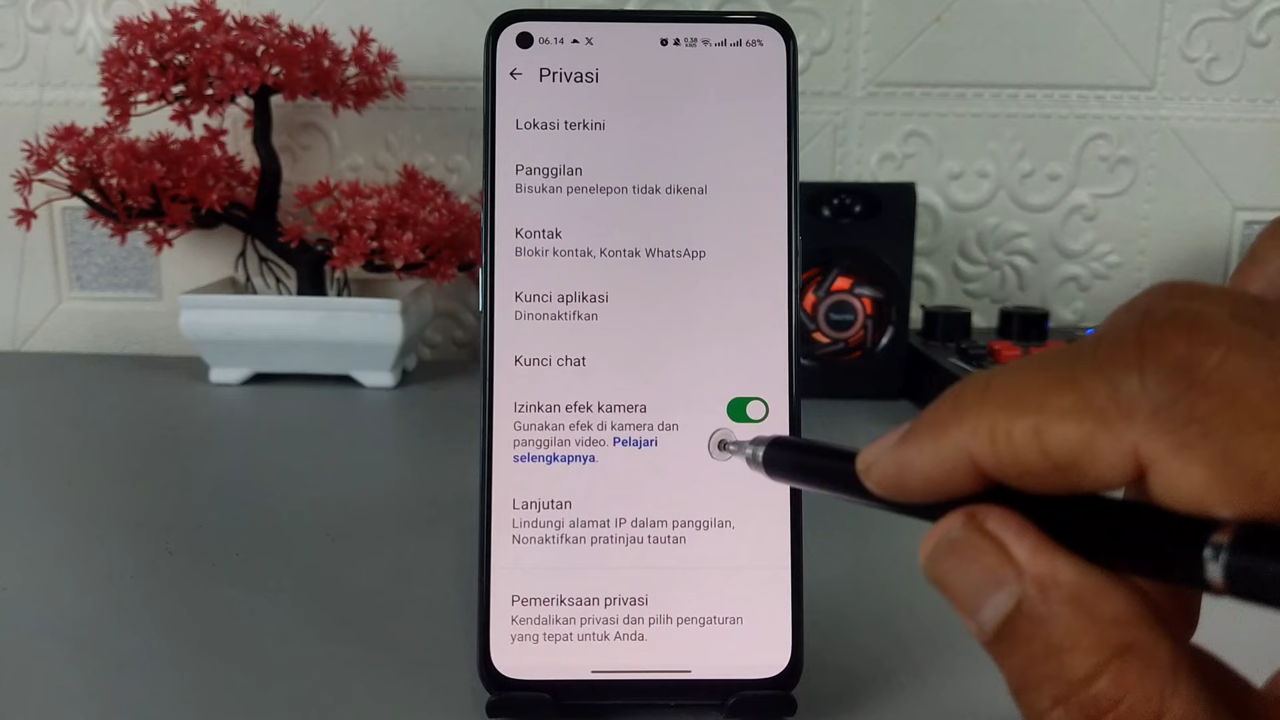 06.14
0.38
68%
Privasi
Lokasi terkini
Panggilan
Bisukan penelepon tidak dikenal
Kontak
Blokir kontak, Kontak WhatsApp
Kunci aplikasi
Dinonaktifkan
Kunci chat
Izinkan efek kamera
Gunakan efek di kamera dan
panggilan video. Pelajari
selengkapnya.
Lanjutan
Lindungi alamat IP dalam panggilan,
Nonaktifkan pratinjau tautan
Pemeriksaan privasi
Kendalikan privasi dan pilih pengaturan
yang tepat untuk Anda.